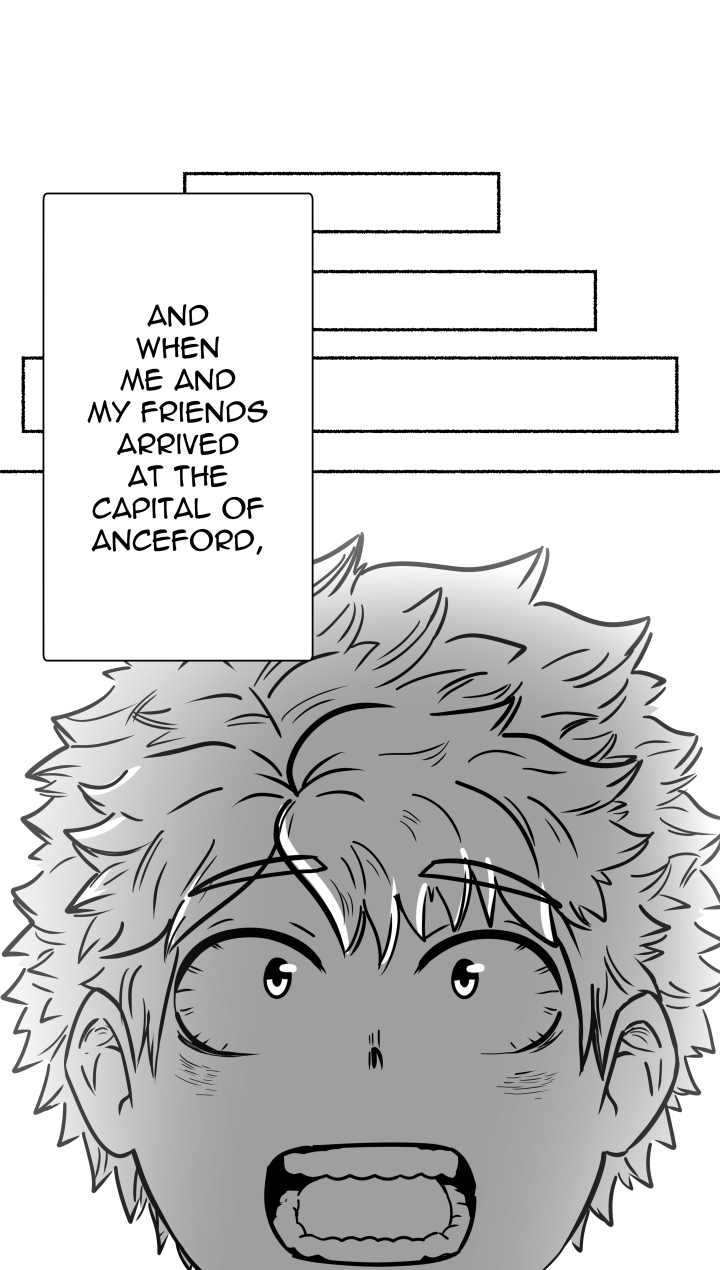 AND
WHEN
ME AND
MY FRIENDS
ARRIVED
AT THE
CAPITAL OF
ANCEFORD,